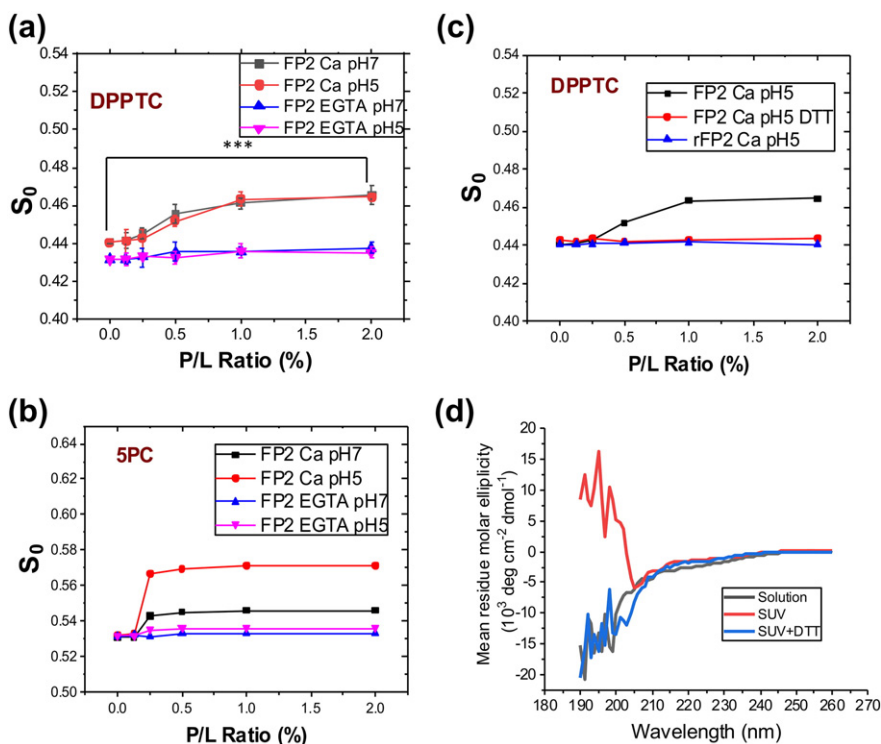 (a)
0.54
0.52
0.50
0.48
0.46
0.44
0.43
0.40
S₀
DPPTC
FP2 Ca pH7
FP2 Ca pH5
FP2 EGTA pH7
FP2 EGTA pH5
***
0.0 0.5 1.0 1.5 2.0
P/L Ratio (%)
(c)
0.54
0.52
0.50
0.48
0.46
0.44
0.42
0.40
S₀
DPPTC
FP2 Ca pH5
FP2 Ca pH5 DTT
rFP2 Ca pH5
0.0 0.5 1.0 1.5 2.0
P/L Ratio (%)
(b)
0.64
0.62
0.60
0.58
0.56
0.54
0.52
0.50
S₀
5PC
FP2 Ca pH7
FP2 Ca pH5
FP2 EGTA pH7
FP2 EGTA pH5
0.0 0.5 1.0 1.5 2.0
P/L Ratio (%)
(d)
20
15
10
5
0
-5
-10
-15
-20
Mean residue molar ellipticity
(10³ deg cm⁻² dmol⁻¹)
Solution
SUV
SUV+DTT
180 190 200 210 220 230 240 250 260 270
Wavelength (nm)